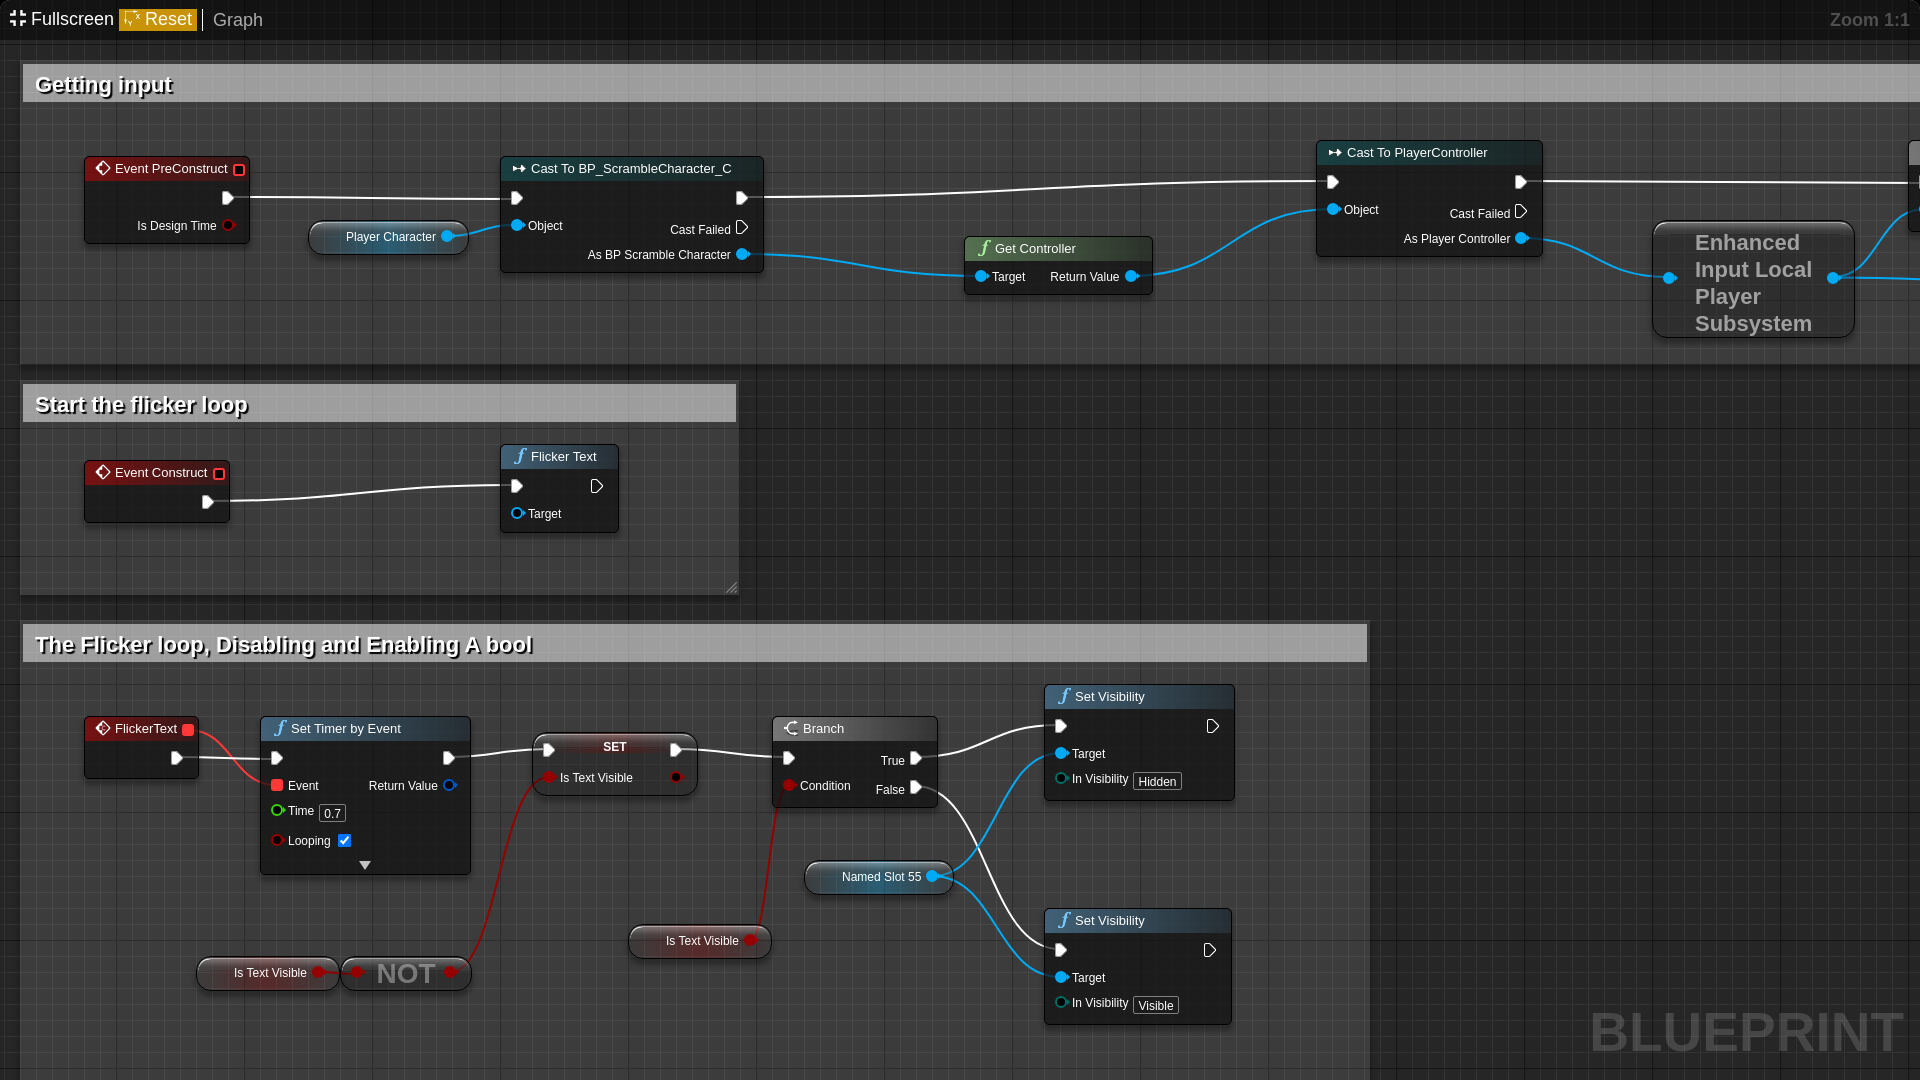 Fullscreen Reset Graph
Zoom 1:1
Getting input
Event PreConstruct
Is Design Time
Player Character
Cast To BP_ScrambleCharacter_C
Object
Cast Failed
As BP Scramble Character
Get Controller
Target Return Value
Cast To PlayerController
Object
Cast Failed
As Player Controller
Enhanced
Input Local
Player
Subsystem
Start the flicker loop
Event Construct
Flicker Text
Target
The Flicker loop, Disabling and Enabling A bool
FlickerText
Set Timer by Event
Event Return Value
Time 0.7
Looping
SET
Is Text Visible
Branch
True
Condition
False
Set Visibility
Target
In Visibility Hidden
Named Slot 55
Is Text Visible
Is Text Visible
NOT
Set Visibility
Target
In Visibility Visible
BLUEPRINT